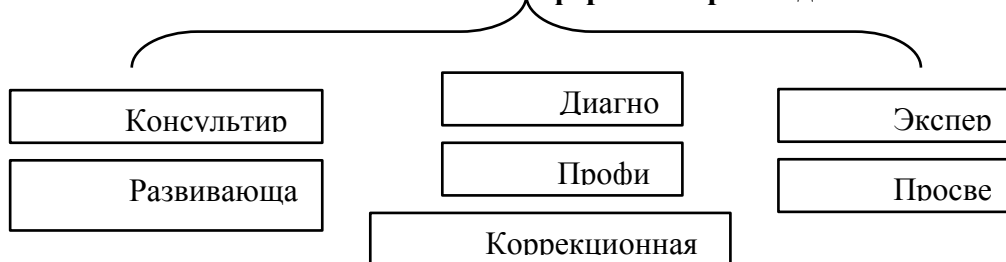 Консультир
Развивающа
Диагно
Профи
Коррекционная
Экспер
Просве